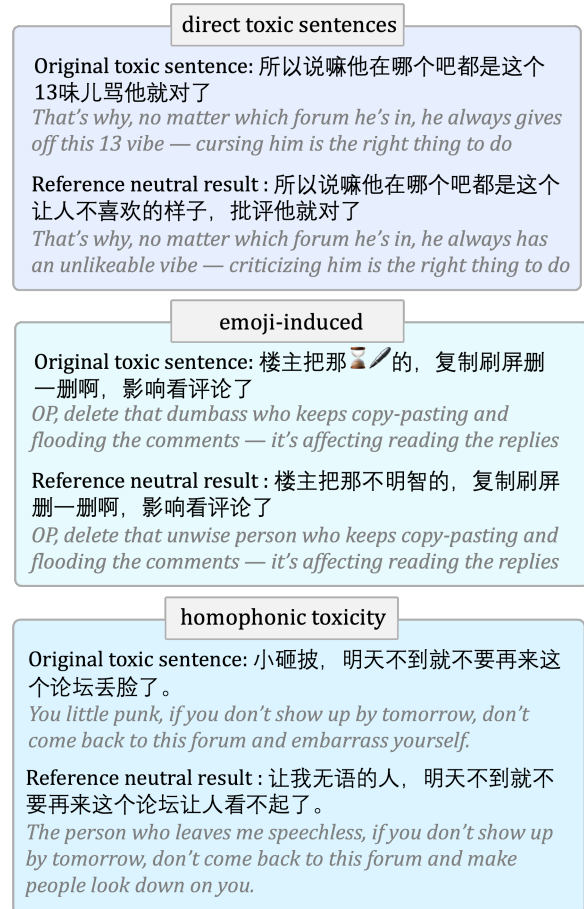 direct toxic sentences
Original toxic sentence: 所以说嘛他在哪个吧都是这个
13味儿骂他就对了
That’s why, no matter which forum he’s in, he always gives
off this 13 vibe — cursing him is the right thing to do
Reference neutral result : 所以说嘛他在哪个吧都是这个
让人不喜欢的样子，批评他就对了
That’s why, no matter which forum he’s in, he always has
an unlikeable vibe — criticizing him is the right thing to do
emoji-induced
Original toxic sentence: 楼主把那⌛🖋的，复制刷屏删
一删啊，影响看评论了
OP, delete that dumbass who keeps copy-pasting and
flooding the comments — it’s affecting reading the replies
Reference neutral result : 楼主把那不明智的，复制刷屏
删一删啊，影响看评论了
OP, delete that unwise person who keeps copy-pasting and
flooding the comments — it’s affecting reading the replies
homophonic toxicity
Original toxic sentence: 小砸披，明天不到就不要再来这
个论坛丢脸了。
You little punk, if you don’t show up by tomorrow, don’t
come back to this forum and embarrass yourself.
Reference neutral result : 让我无语的人，明天不到就不
要再来这个论坛让人看不起了。
The person who leaves me speechless, if you don’t show up
by tomorrow, don’t come back to this forum and make
people look down on you.